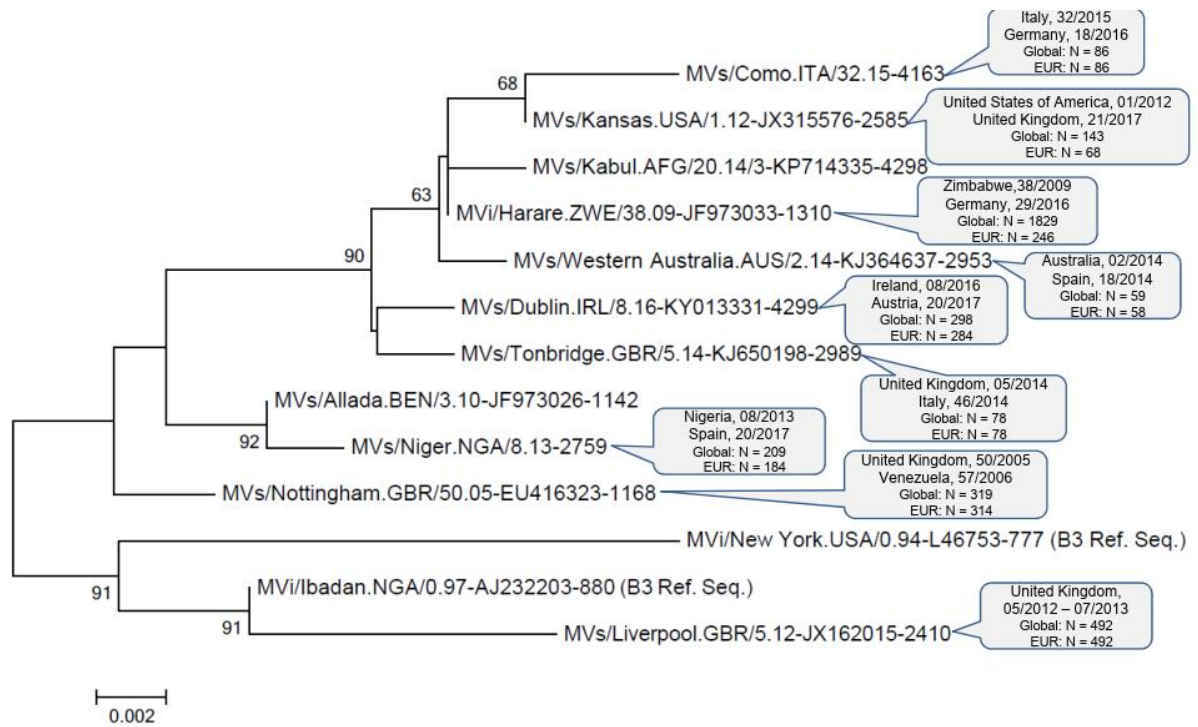 Italy, 32/2015
Germany, 18/2016
Global: N = 86
EUR: N = 86
68
MVs/Como.ITA/32.15-4163
United States of America, 01/2012
United Kingdom, 21/2017
Global: N = 143
EUR: N = 68
MVs/Kansas.USA/1.12-JX315576-2585
MVs/Kabul.AFG/20.14/3-KP714335-4298
63
Zimbabwe,38/2009
Germany, 29/2016
Global: N = 1829
EUR: N = 246
MVi/Harare.ZWE/38.09-JF973033-1310
90
MVs/Western Australia.AUS/2.14-KJ364637-2953
Australia, 02/2014
Spain, 18/2014
Global: N = 59
EUR: N = 58
Ireland, 08/2016
Austria, 20/2017
Global: N = 298
EUR: N = 284
MVs/Dublin.IRL/8.16-KY013331-4299
MVs/Tonbridge.GBR/5.14-KJ650198-2989
United Kingdom, 05/2014
Italy, 46/2014
Global: N = 78
EUR: N = 78
MVs/Allada.BEN/3.10-JF973026-1142
92
MVs/Niger.NGA/8.13-2759
Nigeria, 08/2013
Spain, 20/2017
Global: N = 209
EUR: N = 184
United Kingdom, 50/2005
Venezuela, 57/2006
Global: N = 319
EUR: N = 314
MVs/Nottingham.GBR/50.05-EU416323-1168
MVi/New York.USA/0.94-L46753-777 (B3 Ref. Seq.)
91
MVi/Ibadan.NGA/0.97-AJ232203-880 (B3 Ref. Seq.)
91
MVs/Liverpool.GBR/5.12-JX162015-2410
United Kingdom,
05/2012 – 07/2013
Global: N = 492
EUR: N = 492
0.002